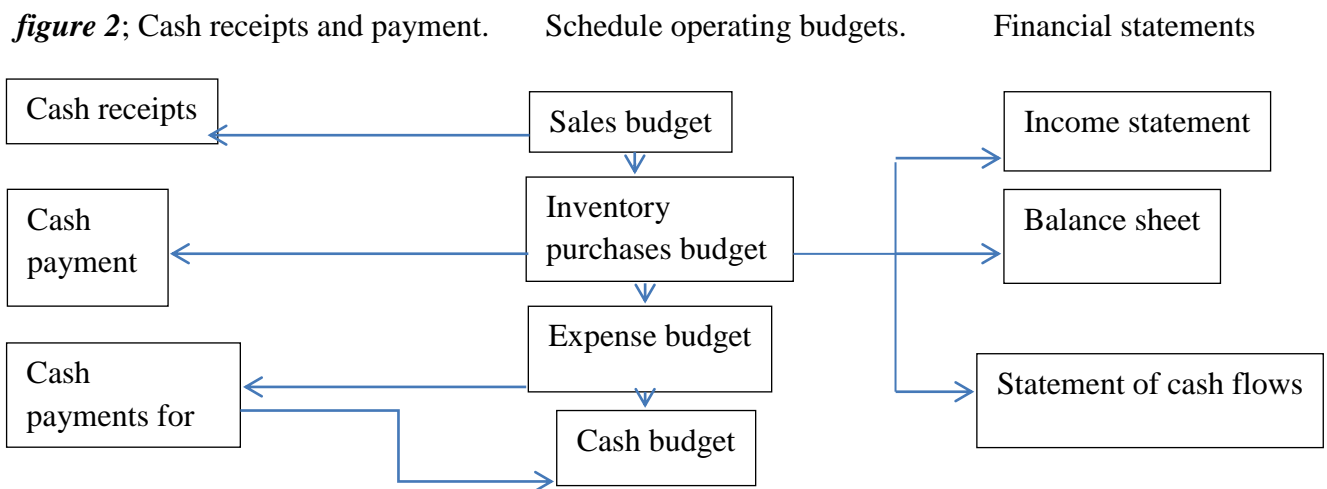 figure 2; Cash receipts and payment. Schedule operating budgets. Financial statements
Cash receipts
Sales budget
Income statement
Cash
payment
Inventory
purchases budget
Balance sheet
Expense budget
Cash
payments for
Statement of cash flows
Cash budget